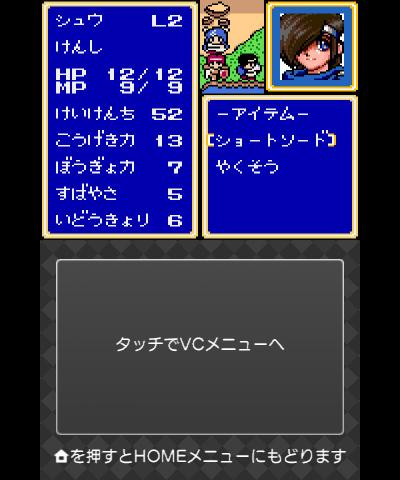 シュウ L2
けんし
HP 12/12
MP 9/ 9
けいけんち 52
こうげき力 13
ぼうぎょ力 7
すばやさ 5
いどうきょり 6
-アイテム-
[ショートソード]
やくそう
タッチでVCメニューへ
を押すとHOMEメニューにもどります